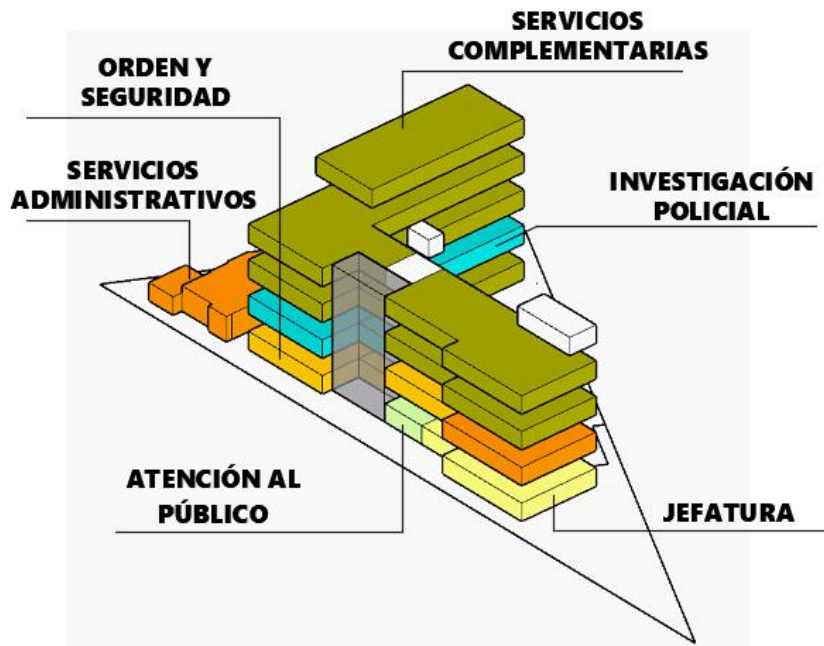 SERVICIOS
COMPLEMENTARIAS
ORDEN Y
SEGURIDAD
SERVICIOS
ADMINISTRATIVOS
INVESTIGACIÓN
POLICIAL
ATENCIÓN AL
PÚBLICO
JEFATURA